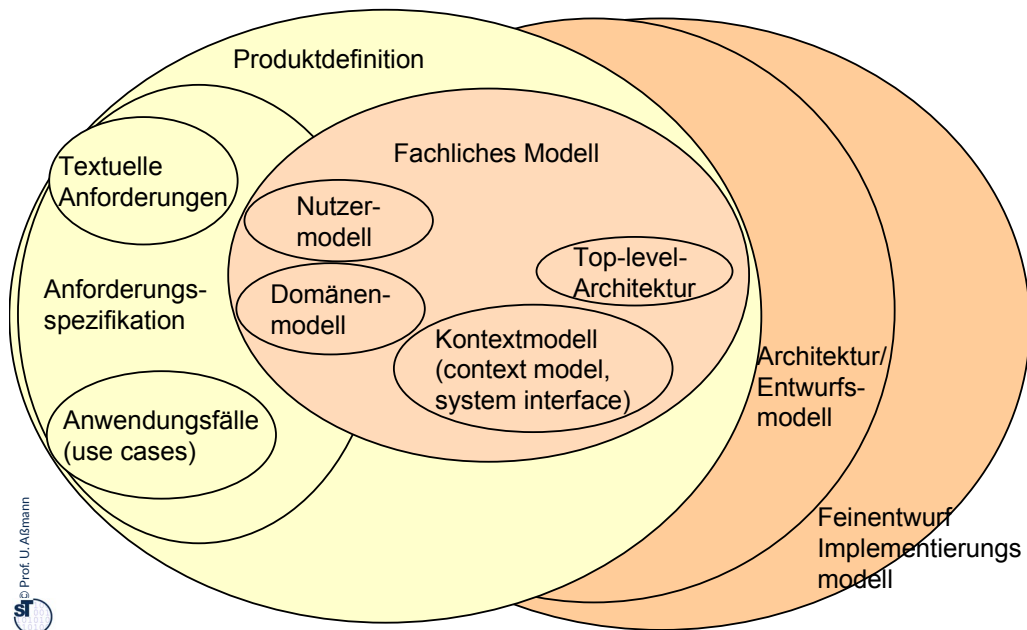 Produktdefinition
Fachliches Modell
Textuelle
Anforderungen
Nutzer-
modell
Top-level-
Architektur
Anforderungs-
spezifikation
Domänen-
modell
Kontextmodell
(context model,
system interface)
Architektur/
Entwurfs-
modell
Anwendungsfälle
(use cases)
Feinentwurf
Implementierungs
modell
© Prof. U. Aßmann
ST